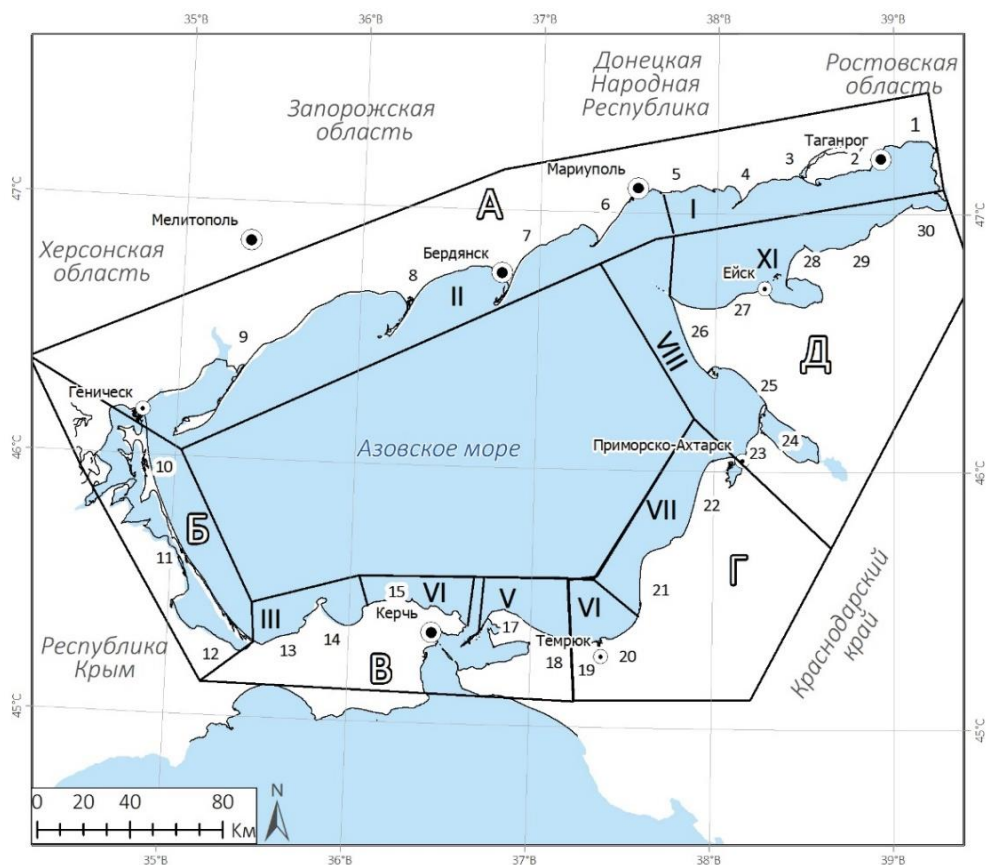 35°В
36°В
37°В
38°В
39°В
Донецкая
Народная
Республика
Ростовская
область
Запорожская
область
1
Таганрог
2
3
Мариуполь
5
4
47°С
А
6
I
47°С
Мелитополь
7
30
Херсонская
область
Бердянск
XI
28
29
8
II
Ейск
27
9
26
VIII
Д
Геническ
25
46°С
Азовское море
Приморско-Ахтарск
24
23
46°С
10
22
VII
Б
11
Г
15
VI
V
VI
21
III
Керчь
17
Темрюк
Республика
Крым
12
13
14
В
18
19
20
Краснодарский
край
45°С
45°С
0
20
40
80
Км
N
35°В
36°В
37°В
38°В